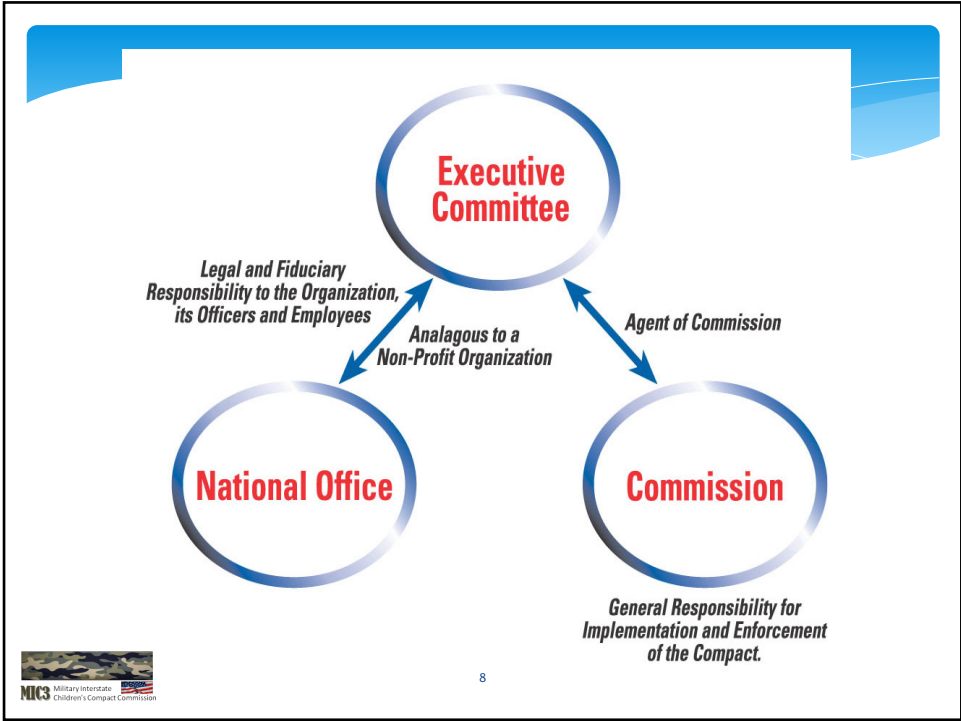 Executive
Committee
Legal and Fiduciary
Responsibility to the Organization,
its Officers and Employees
Analagous to a
Non-Profit Organization
Agent of Commission
National Office
Commission
General Responsibility for
Implementation and Enforcement
of the Compact.
MIC3 Military Interstate
Children's Compact Commission
8